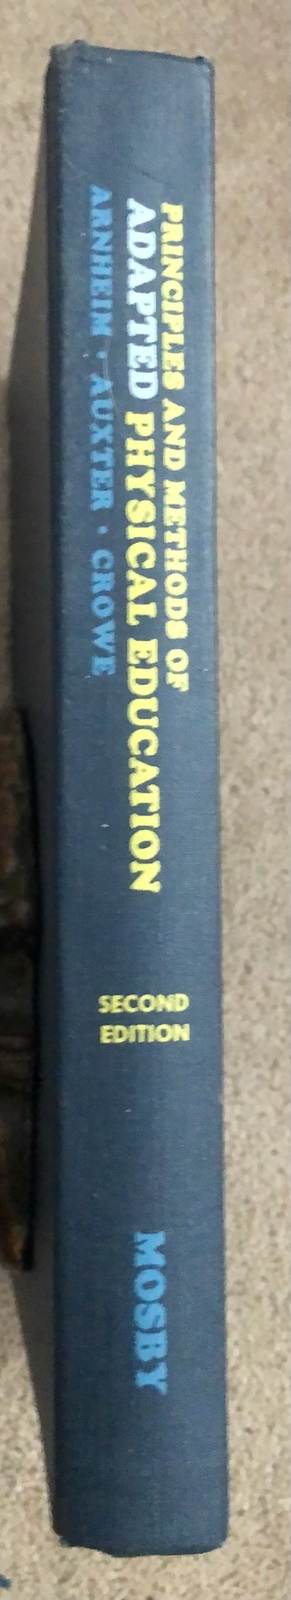 PRINCIPLES AND METHODS OF
ADAPTED PHYSICAL EDUCATION
ARNHEIM · AUXTER · CROWE
SECOND
EDITION
MOSBY